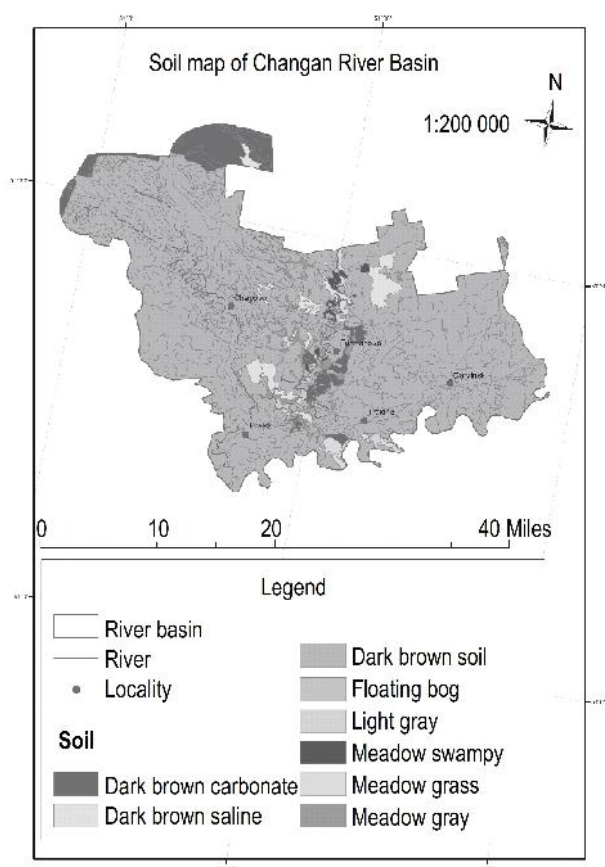 Soil map of Changan River Basin
N
1:200 000
0 10 20 40 Miles
Legend
River basin
River
Locality
Soil
Dark brown carbonate
Dark brown saline
Dark brown soil
Floating bog
Light gray
Meadow swampy
Meadow grass
Meadow gray